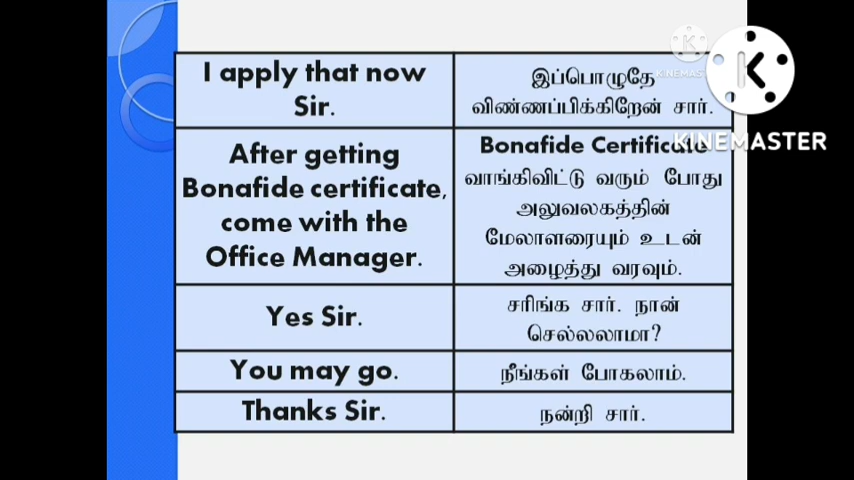 I apply that now
Sir.
இப்பொழுதே
விண்ணப்பிக்கிறேன் சார்.
After getting
Bonafide certificate,
come with the
Office Manager.
Bonafide Certificate
வாங்கிவிட்டு வரும் போது
அலுவலகத்தின்
மேலாளரையும் உடன்
அழைத்து வரவும்.
Yes Sir.
சரிங்க சார். நான்
செல்லலாமா?
You may go.
நீங்கள் போகலாம்.
Thanks Sir.
நன்றி சார்.
KINEMASTER